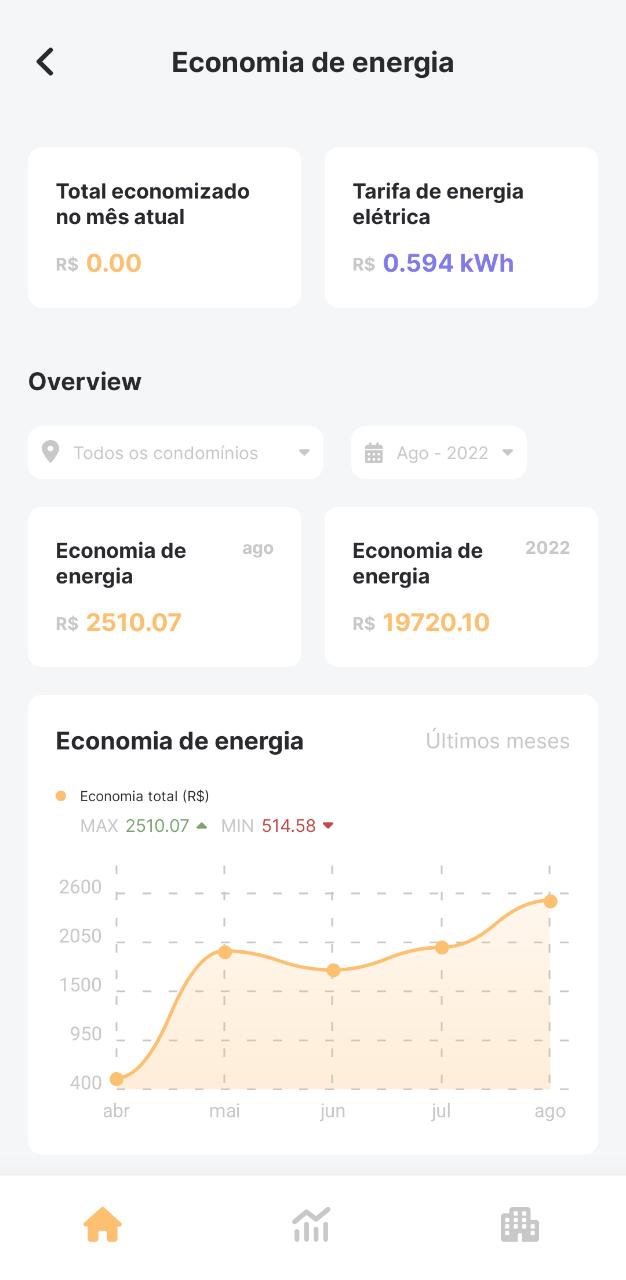 Economia de energia
Total economizado
no mês atual
R$ 0.00
Tarifa de energia
elétrica
R$ 0.594 kWh
Overview
Todos os condomínios
Ago - 2022
Economia de
energia
ago
R$ 2510.07
Economia de
energia
2022
R$ 19720.10
Economia de energia
Últimos meses
Economia total (R$)
MAX 2510.07 MIN 514.58
2600
2050
1500
950
400
abr mai jun jul ago